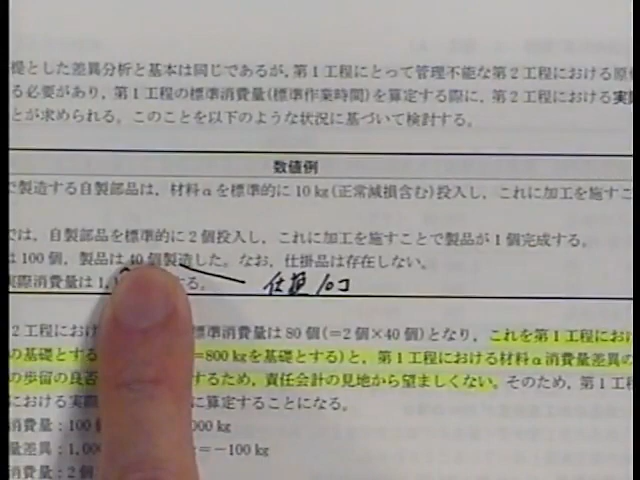 提とした差異分析と基本は同じであるが、第1工程にとって管理不能な第2工程における原
る必要があり、第1工程の標準消費量(標準作業時間)を算定する際に、第2工程における実
とが求められる。このことを以下のような状況に基づいて検討する。
数値例
で製造する自製部品は、材料αを標準的に10kg(正常減損含む)投入し、これに加工を施すこ
では、自製部品を標準的に2個投入し、これに加工を施すことで製品が1個完成する。
は100個、製品は40個製造した。なお、仕掛品は存在しない。
実際消費量は1, る。
仕掛10コ
2工程にお 標準消費量は80個(=2個×40個)となり、これを第1工程にお
の基礎とする =800kgを基礎とする)と、第1工程における材料α消費量差異の
の歩留の良否 するため、責任会計の見地から望ましくない。そのため、第1工程
における実際 に算定することになる。
消費量:100個 000kg
量差異:1,00 =-100kg
消費量:2個